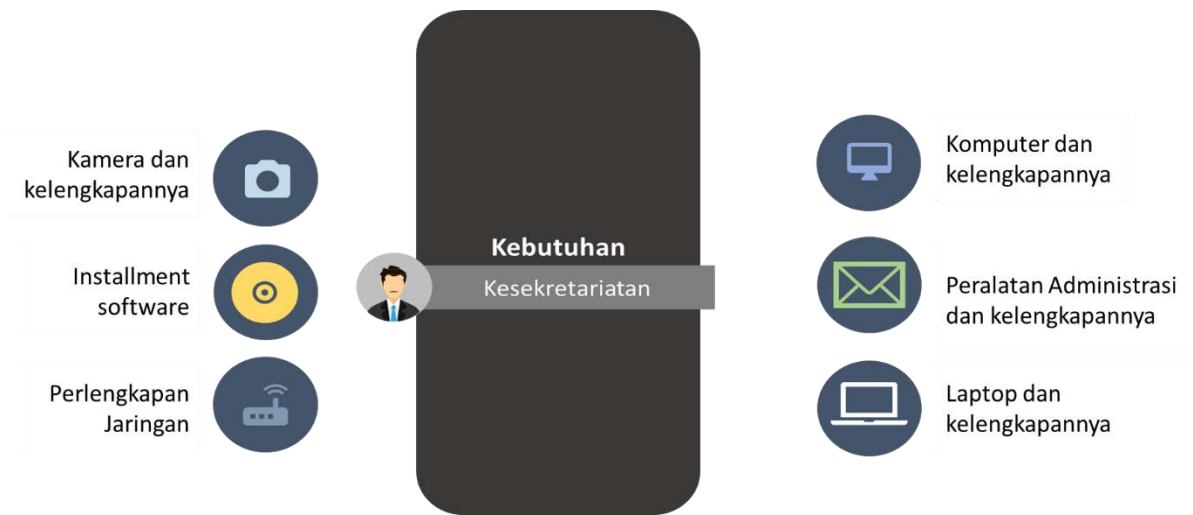 Kamera dan
kelengkapannya
Installment
software
Perlengkapan
Jaringan
Kebutuhan
Kesekretariatan
Komputer dan
kelengkapannya
Peralatan Administrasi
dan kelengkapannya
Laptop dan
kelengkapannya